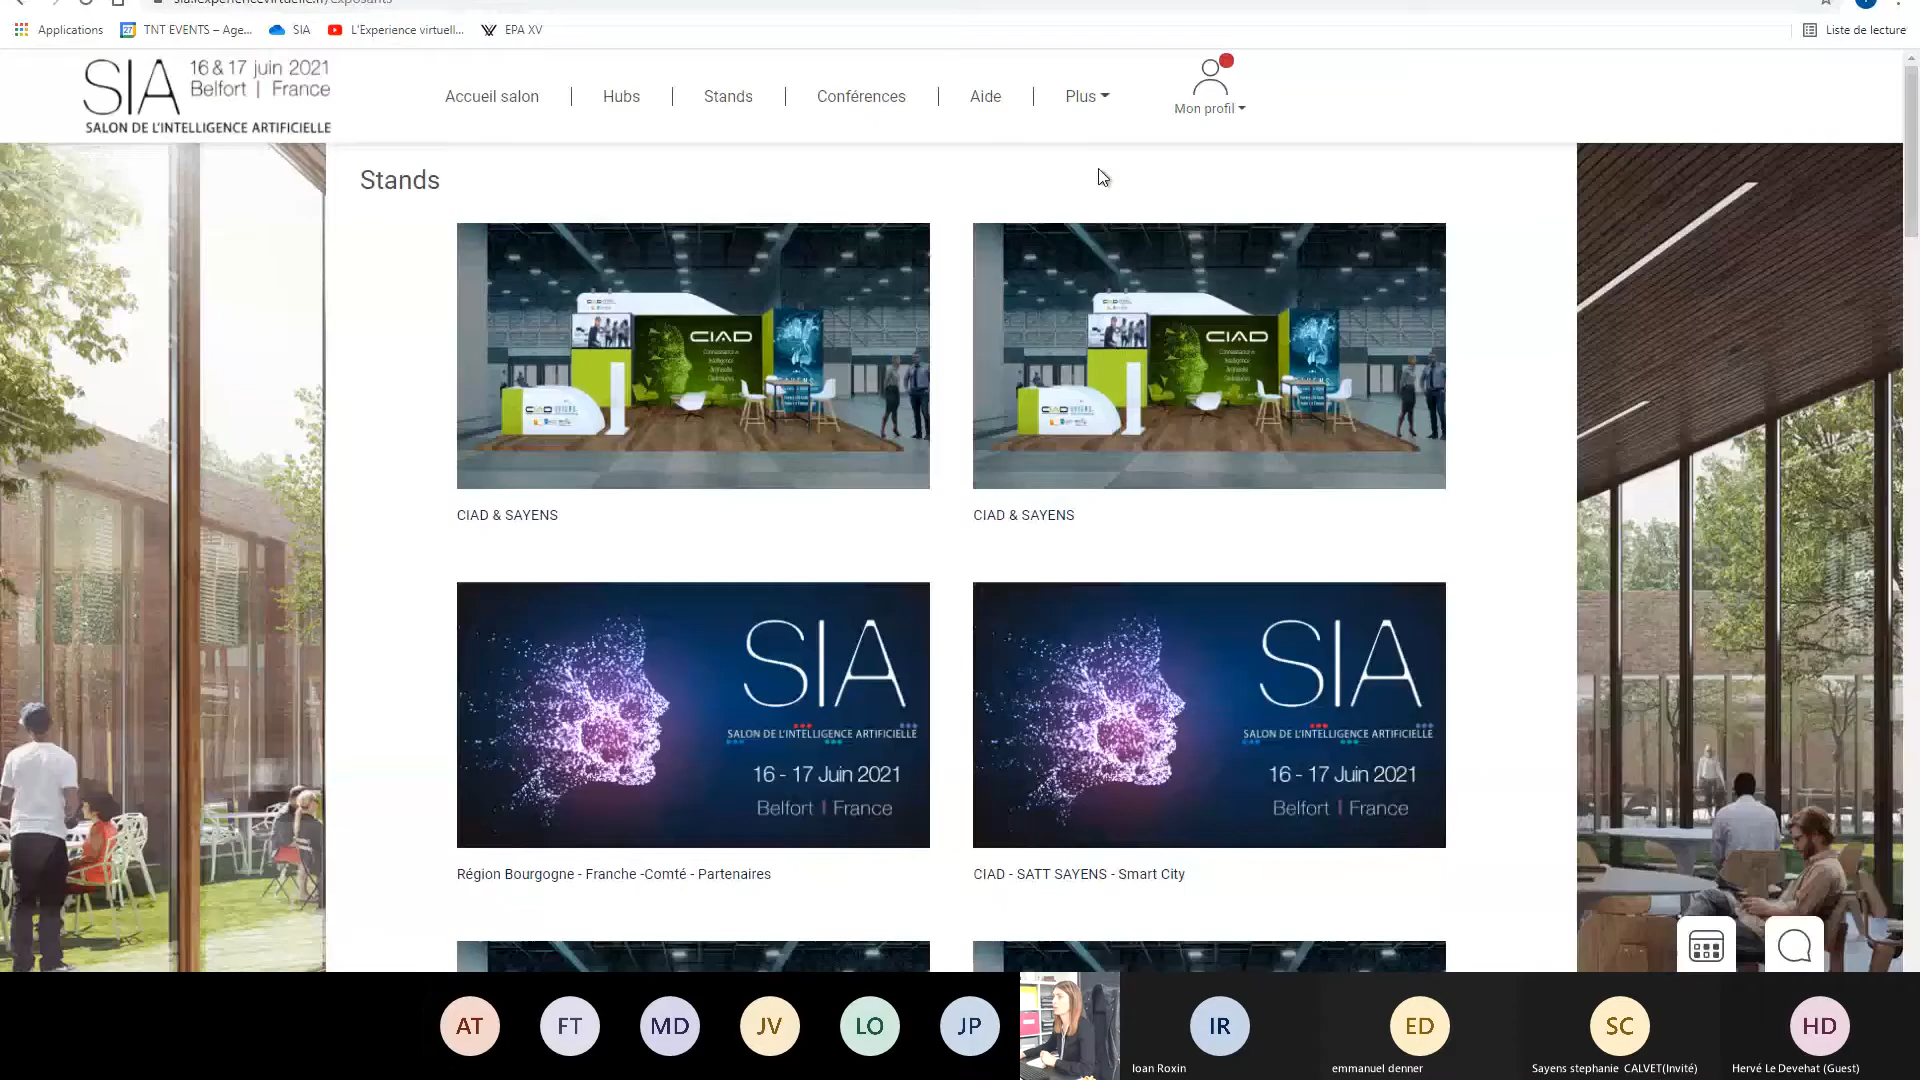 Applications
TNT EVENTS – Age...
SIA
L'Experience virtuell...
EPA XV
Liste de lecture
SIA
16 & 17 juin 2021
Belfort | France
SALON DE L'INTELLIGENCE ARTIFICIELLE
Accueil salon
Hubs
Stands
Conférences
Aide
Plus
Mon profil
Stands
CIAD
CIAD
CIAD
CIAD
CIAD & SAYENS
CIAD & SAYENS
SIA
SALON DE L'INTELLIGENCE ARTIFICIELLE
16 - 17 Juin 2021
Belfort | France
SIA
SALON DE L'INTELLIGENCE ARTIFICIELLE
16 - 17 Juin 2021
Belfort | France
Région Bourgogne - Franche -Comté - Partenaires
CIAD - SATT SAYENS - Smart City
AT
FT
MD
JV
LO
JP
IR
ED
SC
HD
Ioan Roxin
emmanuel denner
Sayens stephanie CALVET(Invité)
Hervé Le Devehat (Guest)